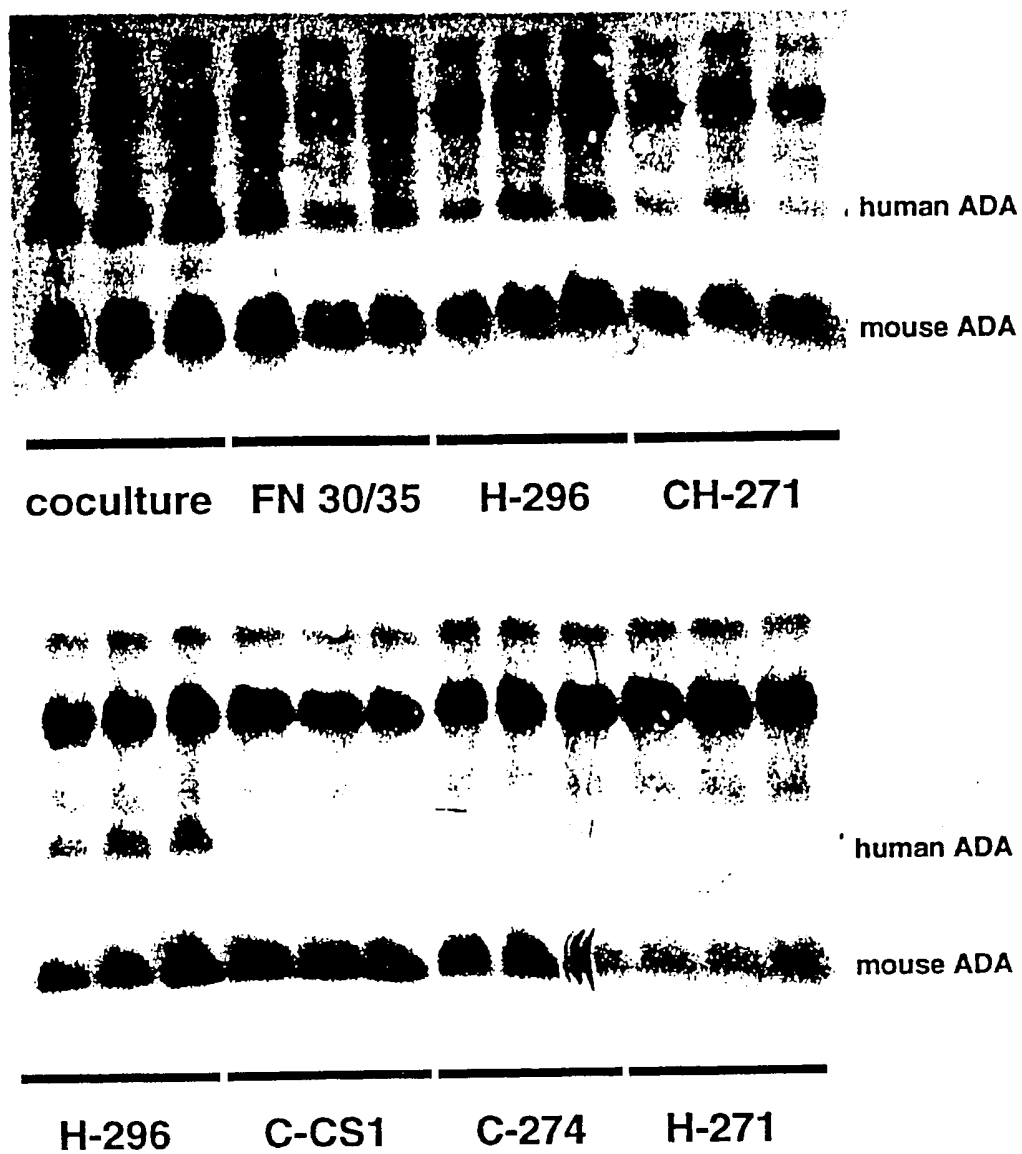 human ADA
mouse ADA
coculture FN 30/35 H-296 CH-271
human ADA
mouse ADA
H-296 C-CS1 C-274 H-271